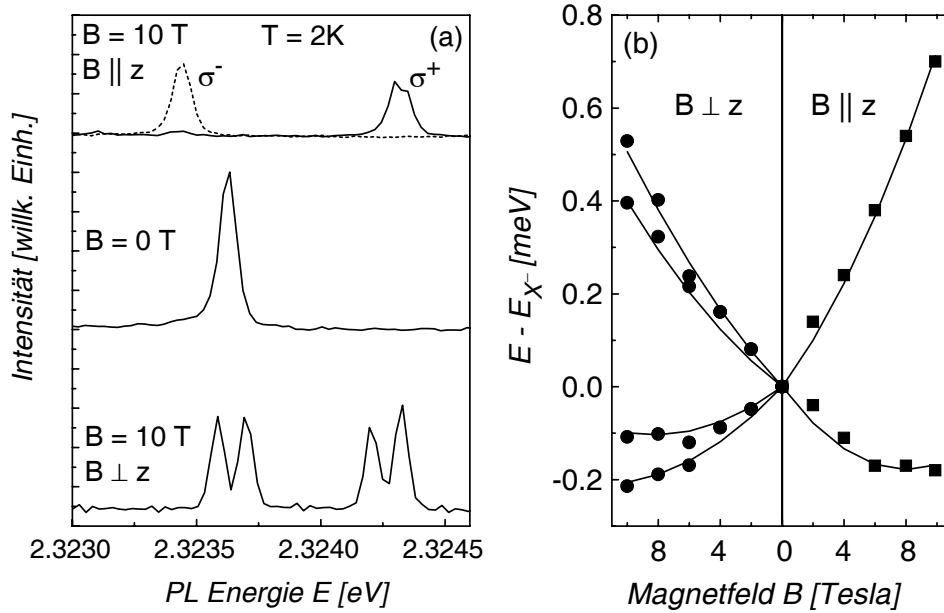 B = 10 T
T = 2K
(a)
B || z
σ-
σ+
B = 0 T
B = 10 T
B ⊥ z
Intensität [willk. Einh.]
2.3230
2.3235
2.3240
2.3245
PL Energie E [eV]
(b)
B ⊥ z
B || z
0.8
0.6
0.4
0.2
0.0
-0.2
E - EX- [meV]
8
4
0
4
8
Magnetfeld B [Tesla]